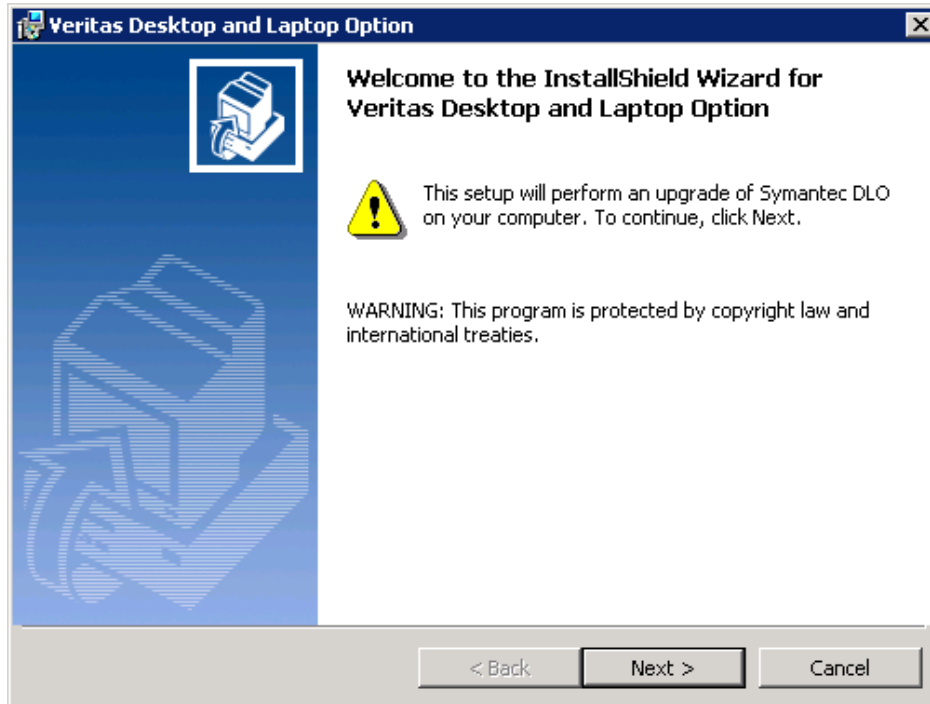 Veritas Desktop and Laptop Option
Welcome to the InstallShield Wizard for
Veritas Desktop and Laptop Option
This setup will perform an upgrade of Symantec DLO
on your computer. To continue, click Next.
WARNING: This program is protected by copyright law and
international treaties.
< Back
Next >
Cancel